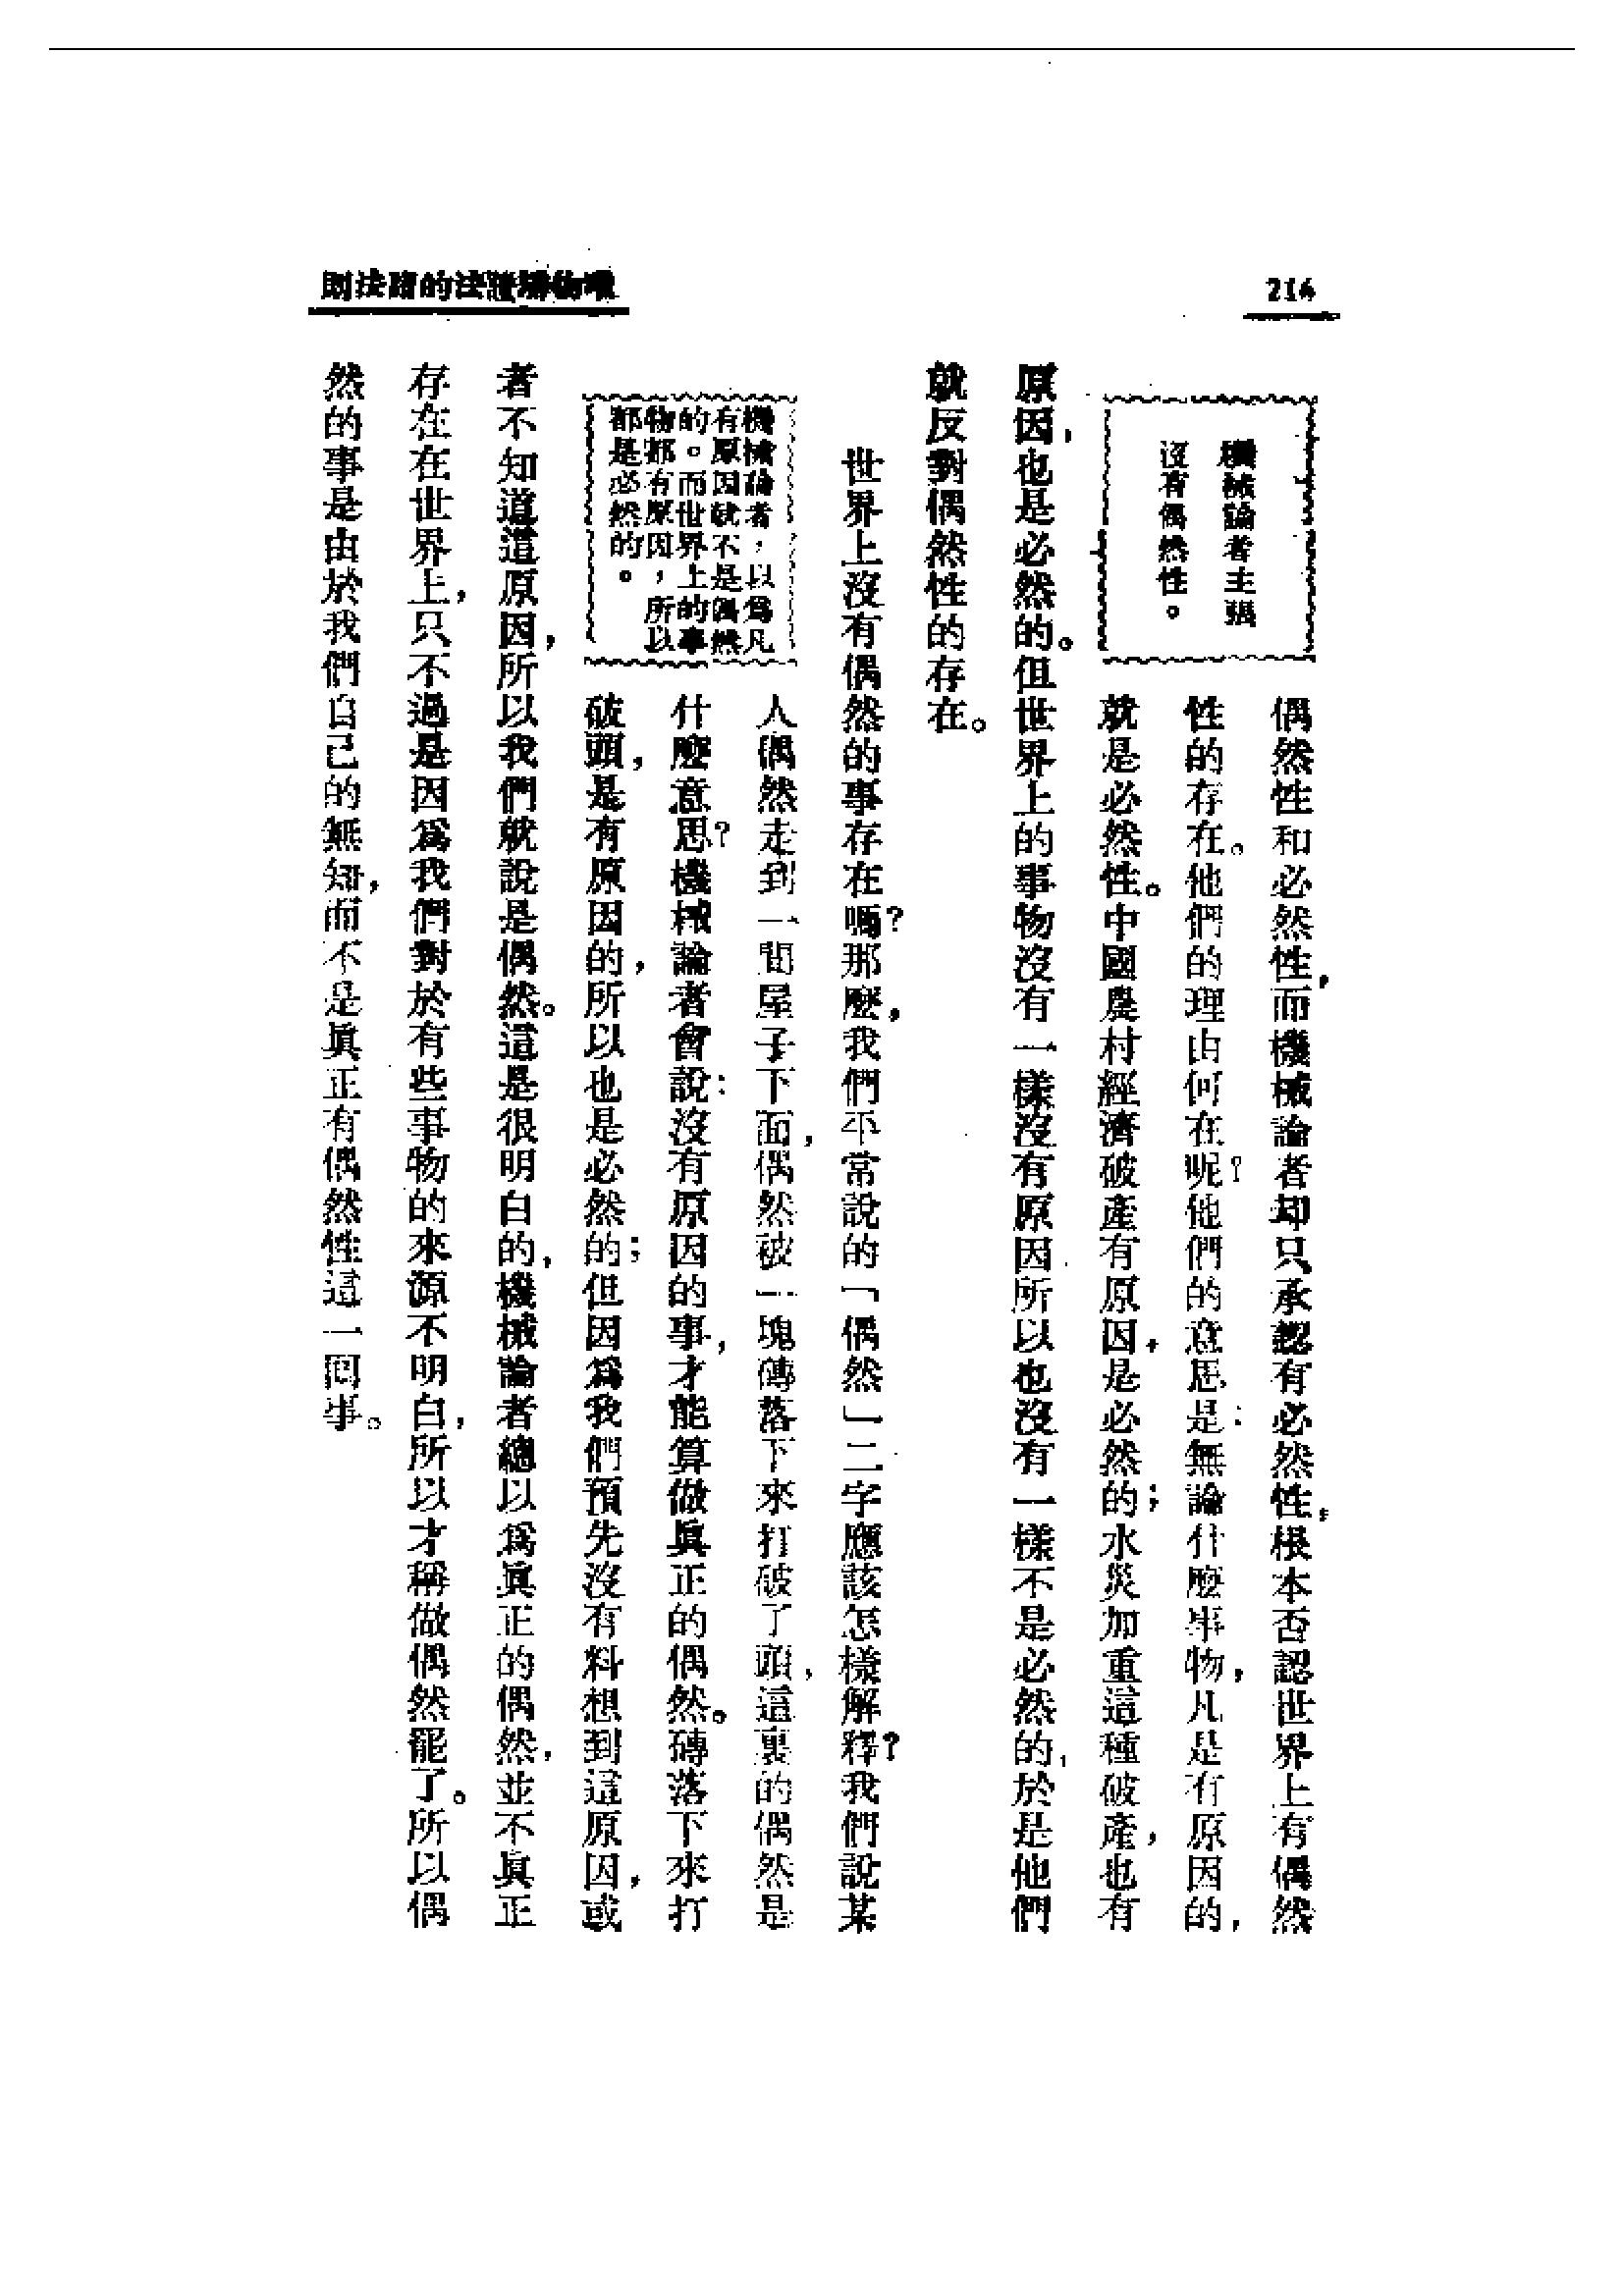 214
則法諸的法證辯物唯
機械論者主張
沒有偶然性。
偶然性和必然性，而機械論者却只承認有必然性，根本否認世界上有偶然
性的存在。他們的理由何在呢？他們的意思是：無論什麼事物，凡是有原因的，
就是必然性。中國農村經濟破產有原因，是必然的；水災加重這種破產，也有
原因，也是必然的。但世界上的事物沒有一樣沒有原因所以也沒有一樣不是必然的，於是他們
就反對偶然性的存在。
世界上沒有偶然的事存在嗎？那麼，我們平常說的「偶然」二字應該怎樣解釋？我們說某
機械論者，以爲凡
有原因就不是偶然
的。而世界上的事
物都有原因，所以
都是必然的。
人偶然走到一間屋子下面，偶然被一塊磚落下來打破了頭，這裏的偶然是
什麼意思？機械論者會說：沒有原因的事，才能算做眞正的偶然。磚落下來打
破頭，是有原因的，所以也是必然的；但因爲我們預先沒有料想到這原因，或
者不知道這原因，所以我們就說是偶然。這是很明白的，機械論者總以爲眞正的偶然，並不眞正
存在在世界上，只不過是因爲我們對於有些事物的來源不明白，所以才稱做偶然罷了。所以偶
然的事是由於我們自己的無知，而不是眞正有偶然性這一回事。